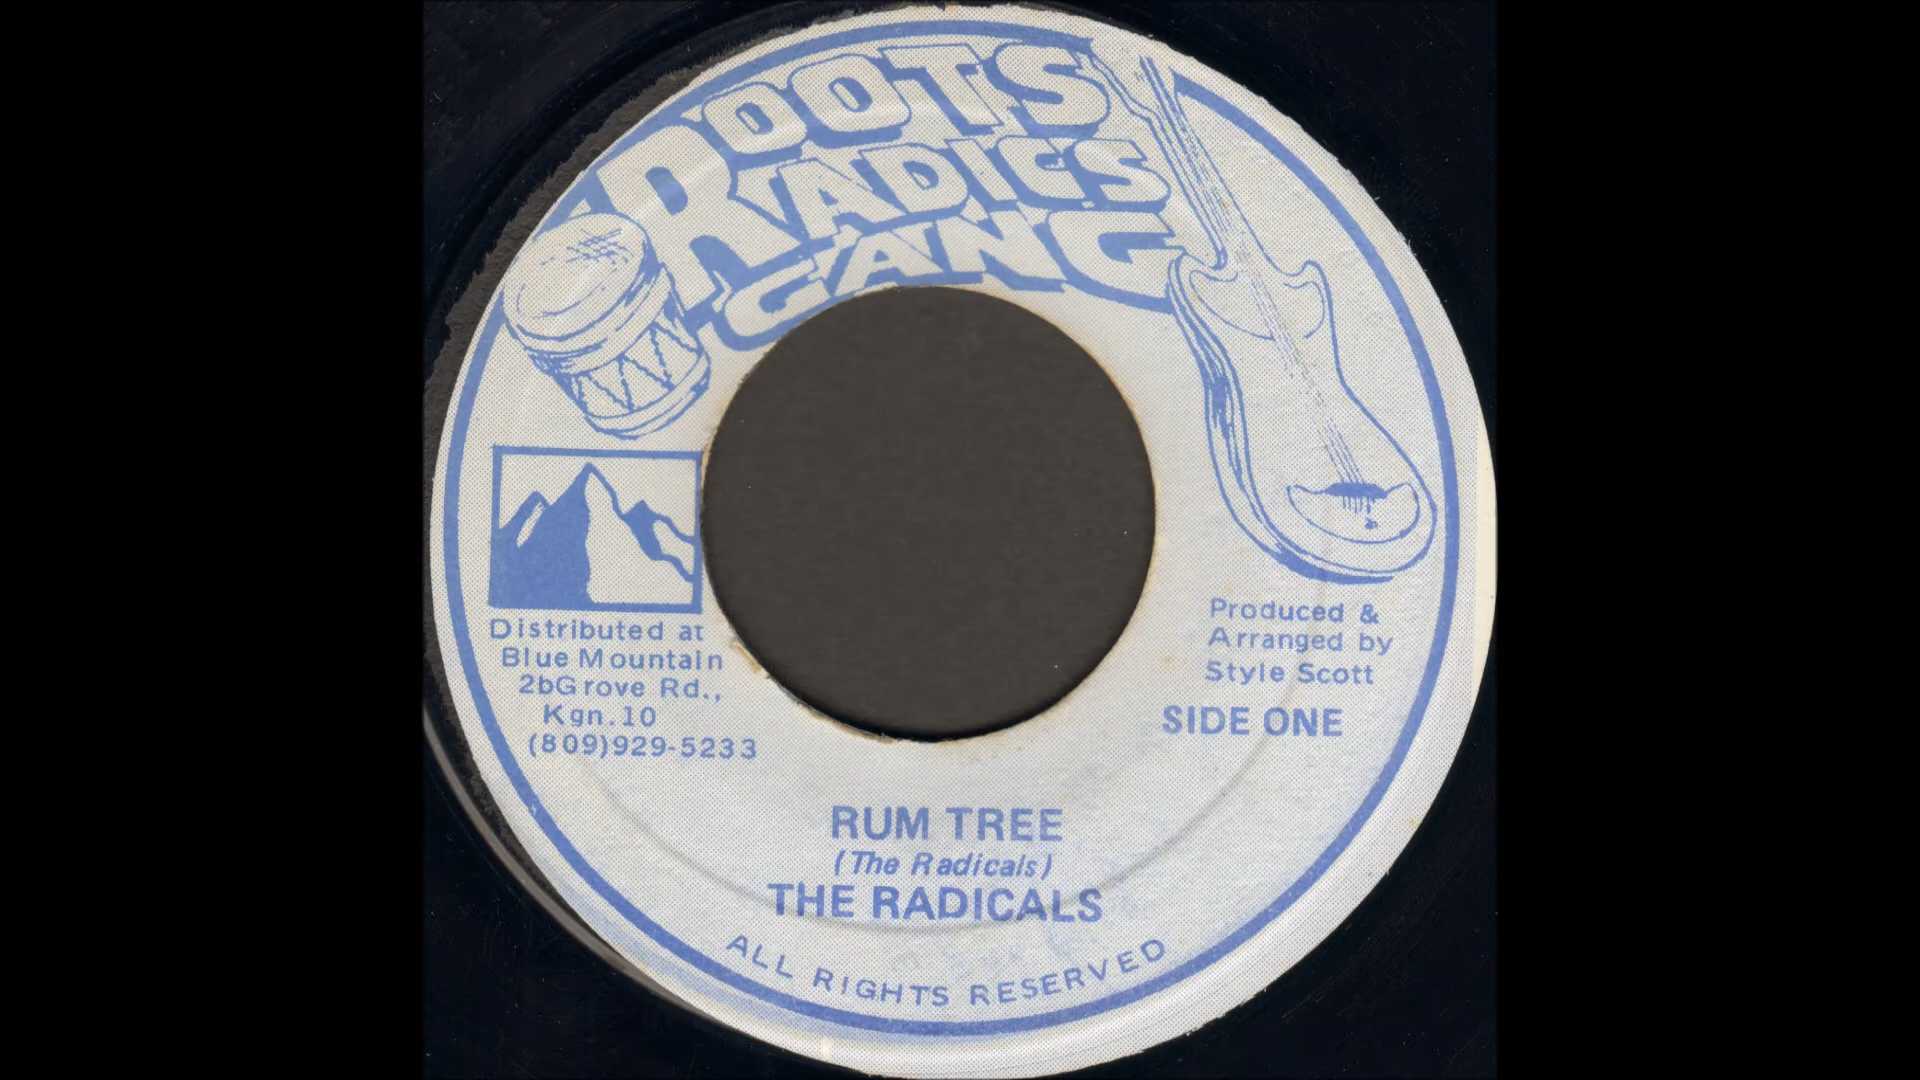 ROOTS
RADICS
GANG
Distributed at
Blue Mountain
2bGrove Rd.,
Kgn.10
(809)929-5233
Produced &
Arranged by
Style Scott
SIDE ONE
RUM TREE
(The Radicals)
THE RADICALS
ALL RIGHTS RESERVED